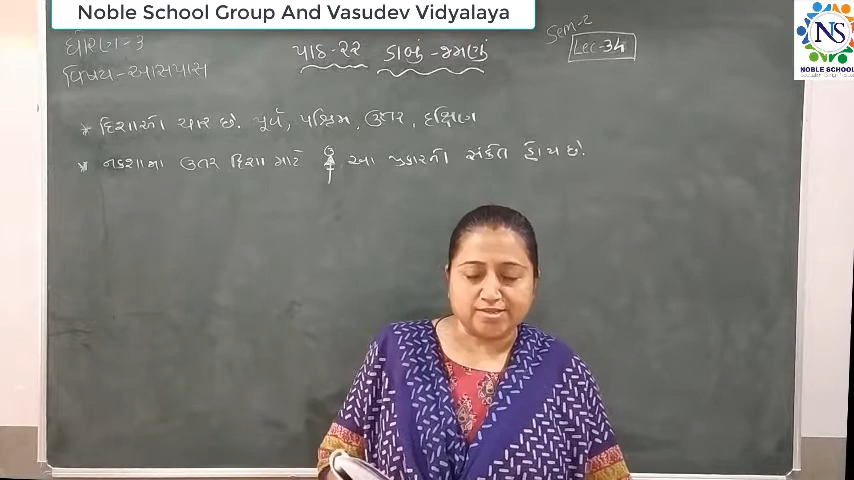 Noble School Group And Vasudev Vidyalaya
ધોરણ-૩
પાઠ-૨૨ ડાબું-જમણું
Sem-2
Lec-34
વિષય-આસપાસ
* દિશાઓ ચાર છે. પૂર્વ, પશ્ચિમ, ઉત્તર, દક્ષિણ
* નકશામાં ઉત્તર દિશા માટે ઉ આ પ્રકારની સંકેત હોય છે.
NS
NOBLE SCHOOL